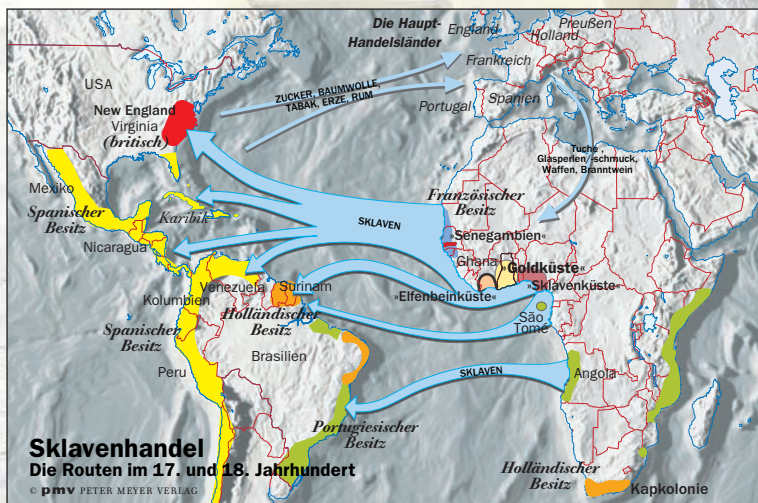 Die Haupt-
Handelsländer
England
Preußen
Holland
Frankreich
Portugal
Spanien
USA
New England
Virginia
(britisch)
ZUCKER, BAUMWOLLE,
TABAK, ERZE, RUM
Tuche,
Glasperlen/-schmuck,
Waffen, Branntwein
Mexiko
Spanischer
Besitz
Karibik
Nicaragua
SKLAVEN
Französischer
Besitz
»Senegambien«
Ghana
»Goldküste«
»Sklavenküste«
»Elfenbeinküste«
São
Tomé
Venezuela
Surinam
Kolumbien
Holländischer
Besitz
Spanischer
Besitz
Brasilien
Peru
SKLAVEN
Angola
Portugiesischer
Besitz
Holländischer
Besitz
Kapkolonie
Sklavenhandel
Die Routen im 17. und 18. Jahrhundert
© pmv PETER MEYER VERLAG